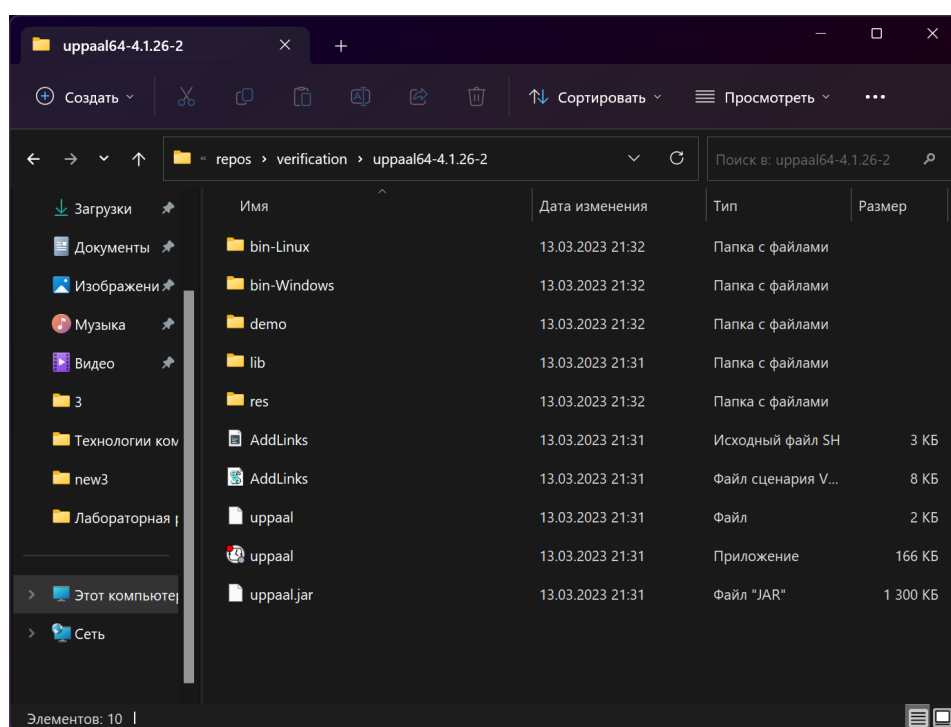 uppaal64-4.1.26-2
Создать
Сортировать
Просмотреть
« repos › verification › uppaal64-4.1.26-2
Поиск в: uppaal64-4.1.26-2
Имя Дата изменения Тип Размер
Загрузки
Документы
Изображени
Музыка
Видео
3
Технологии ком
new3
Лабораторная р
Этот компьютер
Сеть
bin-Linux 13.03.2023 21:32 Папка с файлами
bin-Windows 13.03.2023 21:32 Папка с файлами
demo 13.03.2023 21:32 Папка с файлами
lib 13.03.2023 21:31 Папка с файлами
res 13.03.2023 21:32 Папка с файлами
AddLinks 13.03.2023 21:31 Исходный файл SH 3 КБ
AddLinks 13.03.2023 21:31 Файл сценария V... 8 КБ
uppaal 13.03.2023 21:31 Файл 2 КБ
uppaal 13.03.2023 21:31 Приложение 166 КБ
uppaal.jar 13.03.2023 21:31 Файл "JAR" 1 300 КБ
Элементов: 10